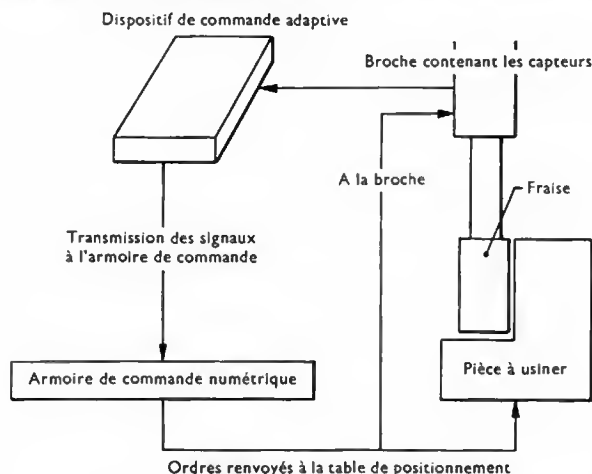 Dispositif de commande adaptive
Broche contenant les capteurs
A la broche
Fraise
Transmission des signaux
à l'armoire de commande
Armoire de commande numérique
Pièce à usiner
Ordres renvoyés à la table de positionnement